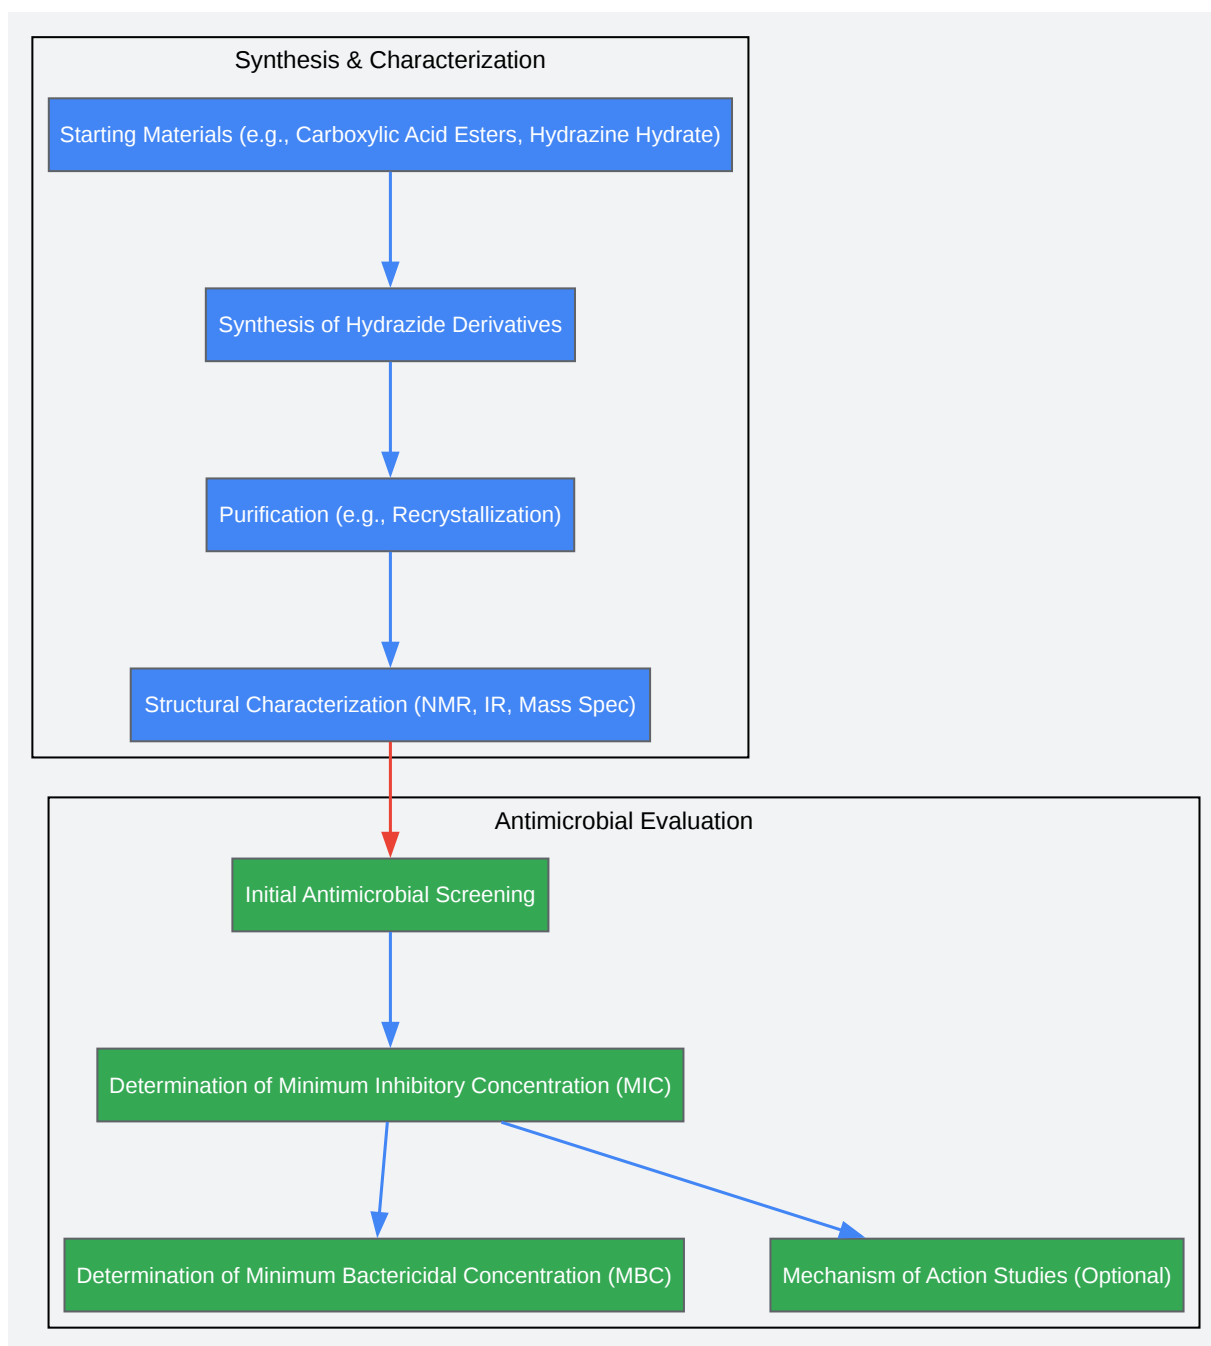 Synthesis & Characterization
Starting Materials (e.g., Carboxylic Acid Esters, Hydrazine Hydrate)
Synthesis of Hydrazide Derivatives
Purification (e.g., Recrystallization)
Structural Characterization (NMR, IR, Mass Spec)
Antimicrobial Evaluation
Initial Antimicrobial Screening
Determination of Minimum Inhibitory Concentration (MIC)
Determination of Minimum Bactericidal Concentration (MBC)
Mechanism of Action Studies (Optional)